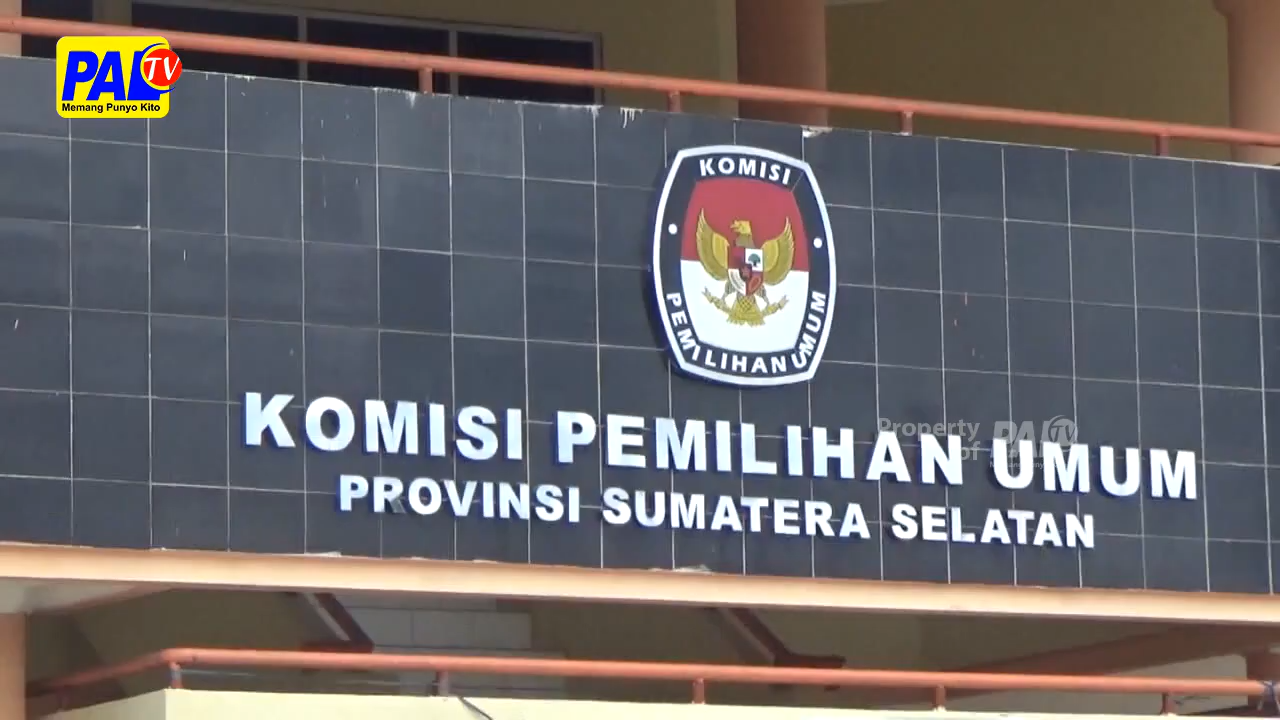 PAL TV
Memang Punyo Kito
KOMISI
PEMILIHAN UMUM
KOMISI PEMILIHAN UMUM
PROVINSI SUMATERA SELATAN
Property
of PAL TV